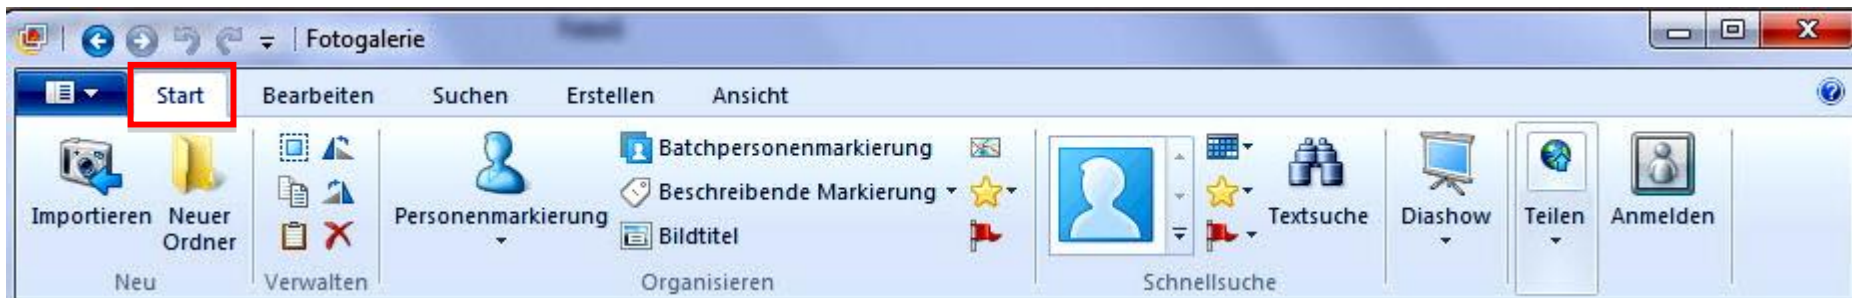 Fotogalerie
Start Bearbeiten Suchen Erstellen Ansicht
Importieren
Neuer
Ordner
Neu
Verwalten
Personenmarkierung
Batchpersonenmarkierung
Beschreibende Markierung
Bildtitel
Organisieren
Textsuche
Schnellsuche
Diashow
Teilen
Anmelden